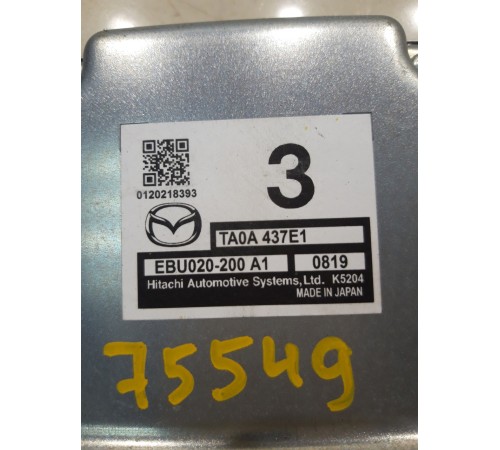 3
0120218393
TA0A 437E1
EBU020-200 A1 0819
Hitachi Automotive Systems, Ltd. K5204
MADE IN JAPAN
75549